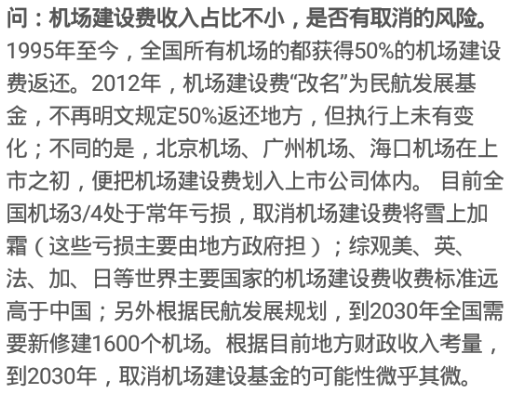 问：机场建设费收入占比不小，是否有取消的风险。
1995年至今，全国所有机场的都获得50%的机场建设
费返还。2012年，机场建设费“改名”为民航发展基
金，不再明文规定50%返还地方，但执行上未有变
化；不同的是，北京机场、广州机场、海口机场在上
市之初，便把机场建设费划入上市公司体内。 目前全
国机场3/4处于常年亏损，取消机场建设费将雪上加
霜（这些亏损主要由地方政府担）；综观美、英、
法、加、日等世界主要国家的机场建设费收费标准远
高于中国；另外根据民航发展规划，到2030年全国需
要新修建1600个机场。根据目前地方财政收入考量，
到2030年，取消机场建设基金的可能性微乎其微。